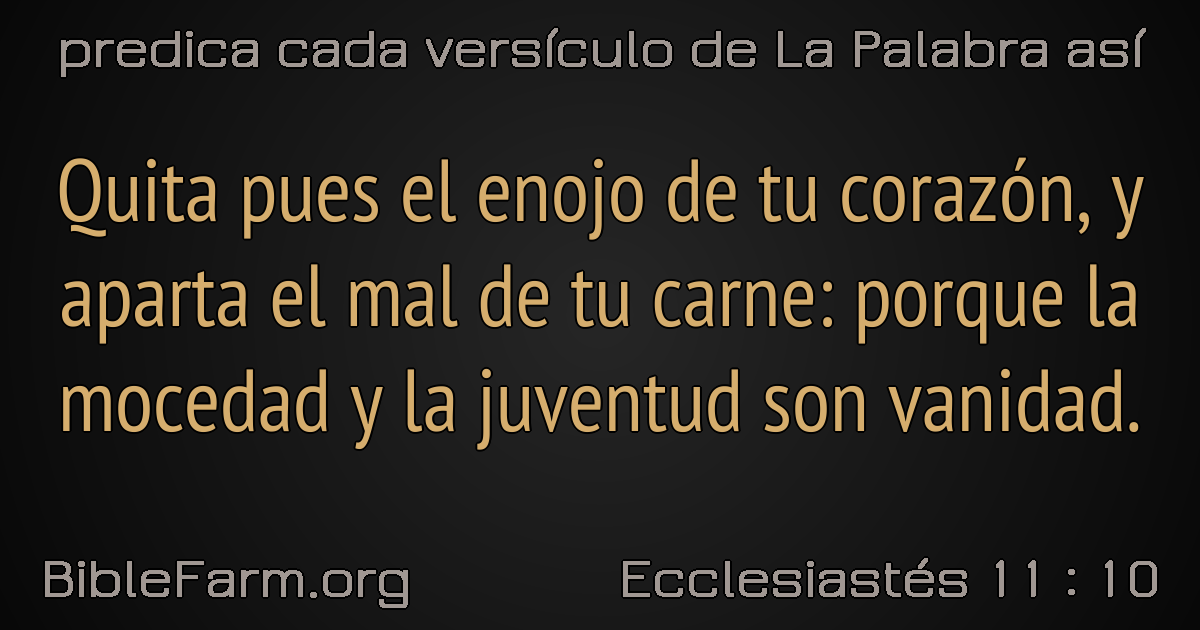 predica cada versículo de La Palabra así
Quita pues el enojo de tu corazón, y
aparta el mal de tu carne: porque la
mocedad y la juventud son vanidad.
BibleFarm.org
Ecclesiastés 11 : 10